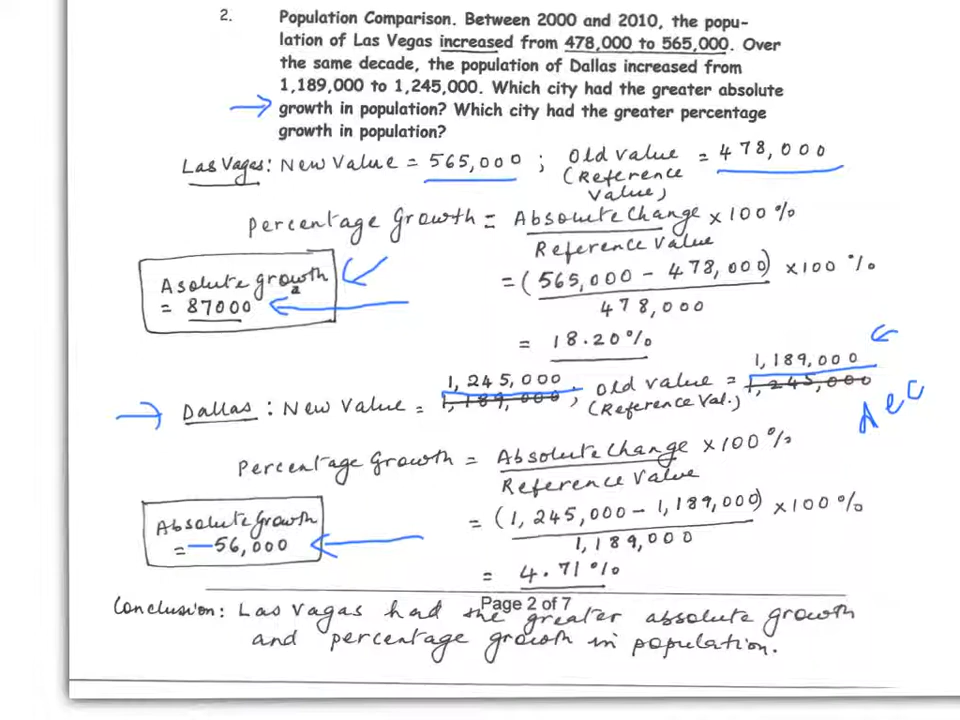 2. Population Comparison. Between 2000 and 2010, the popu-
lation of Las Vegas increased from 478,000 to 565,000. Over
the same decade, the population of Dallas increased from
1,189,000 to 1,245,000. Which city had the greater absolute
growth in population? Which city had the greater percentage
growth in population?
Las Vagas: New Value = 565,000 ; Old Value = 478,000
(Reference
Value)
Percentage Growth = Absolute Change × 100 %
Reference Value
Asolute growth
= 87000
= (565,000 - 478,000) × 100 %
478,000
= 18.20%
Dallas : New Value = 1,245,000 1,189,000 ; Old Value = 1,189,000 1,245,000
(Reference Val.)
Percentage Growth = Absolute Change × 100 %
Reference Value
Absolute Growth
= -56,000
= (1,245,000 - 1,189,000) × 100 %
1,189,000
= 4.71 %
Page 2 of 7
Conclusion: Las Vagas had the greater absolute growth
and percentage growth in population.